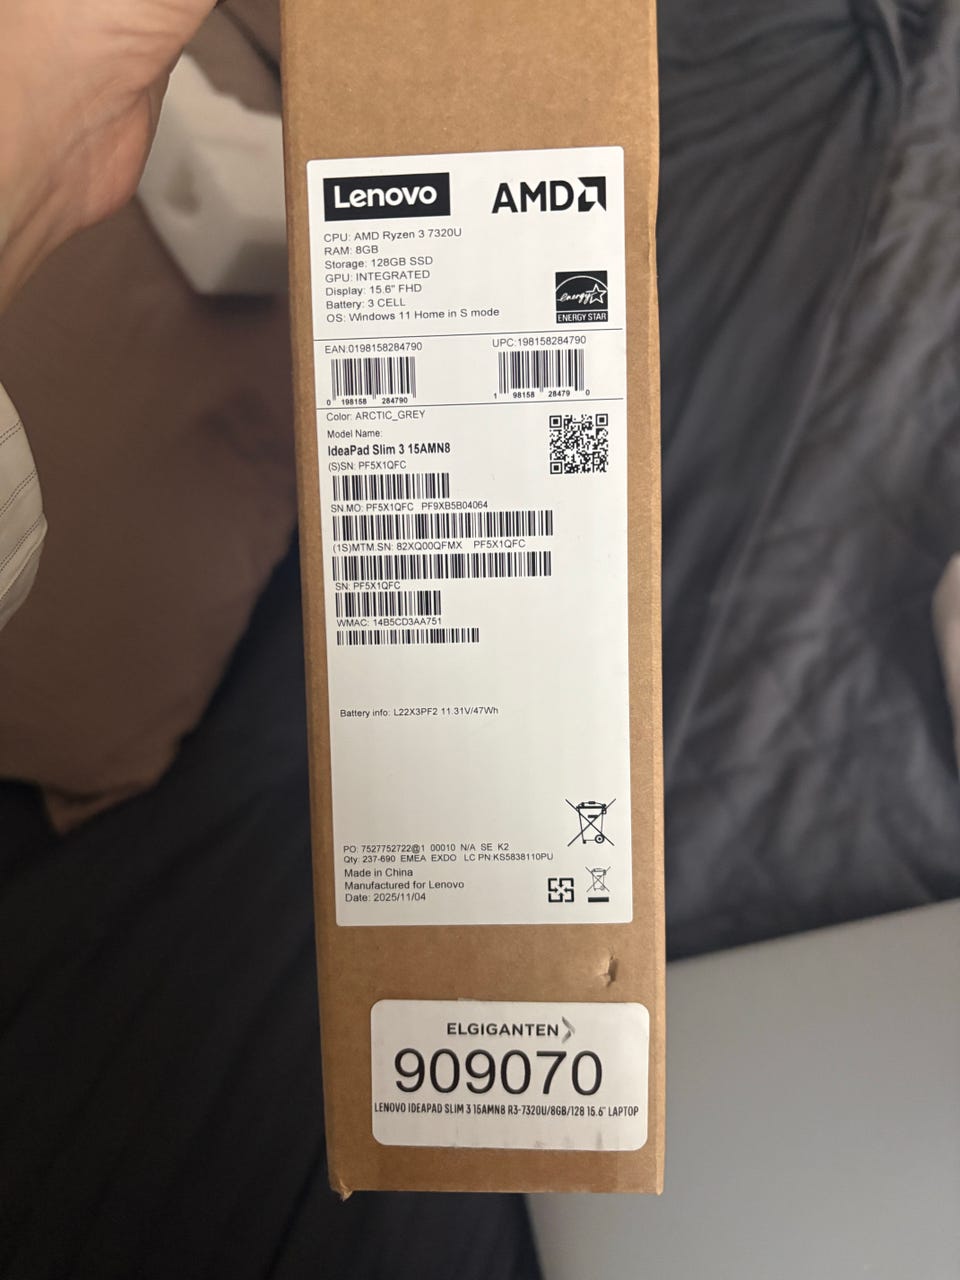 Lenovo
AMD
CPU: AMD Ryzen 3 7320U
RAM: 8GB
Storage: 128GB SSD
GPU: INTEGRATED
Display: 15.6" FHD
Battery: 3 CELL
OS: Windows 11 Home in S mode
energy
ENERGY STAR
EAN:0198158284790
UPC:198158284790
0 198158 284790
1 98158 28479 0
Color: ARCTIC_GREY
Model Name:
IdeaPad Slim 3 15AMN8
(S)SN: PF5X1QFC
SN.MO: PF5X1QFC PF9XB5B04064
(1S)MTM.SN: 82XQ00QFMX PF5X1QFC
SN: PF5X1QFC
WMAC: 14B5CD3AA751
Battery info: L22X3PF2 11.31V/47Wh
PO: 7527752722@1 00010 N/A SE K2
Qty: 237-690 EMEA EXDO LC PN:KS5838110PU
Made in China
Manufactured for Lenovo
Date: 2025/11/04
ELGIGANTEN
909070
LENOVO IDEAPAD SLIM 3 15AMN8 R3-7320U/8GB/128 15.6" LAPTOP